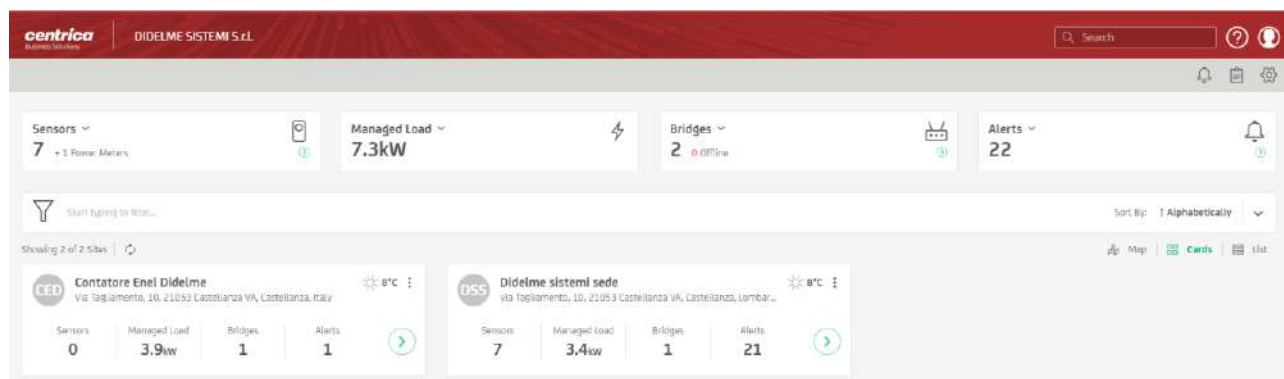 centrica
Business Solutions
DIDELME SISTEMI S.r.l.
Search
Sensors
7 + 1 Power Meters
Managed Load
7.3kW
Bridges
2 0 Offline
Alerts
22
Start typing to filter...
Sort By: ↑ Alphabetically
Showing 2 of 2 Sites
Map | Cards | List
CED
Contatore Enel Didelme
Via Tagliamento, 10, 21053 Castellanza VA, Castellanza, Italy
8°C
Sensors Managed Load Bridges Alerts
0 3.9kW 1 1
DSS
Didelme sistemi sede
Via Tagliamento, 10, 21053 Castellanza VA, Castellanza, Lombar...
8°C
Sensors Managed Load Bridges Alerts
7 3.4kW 1 21